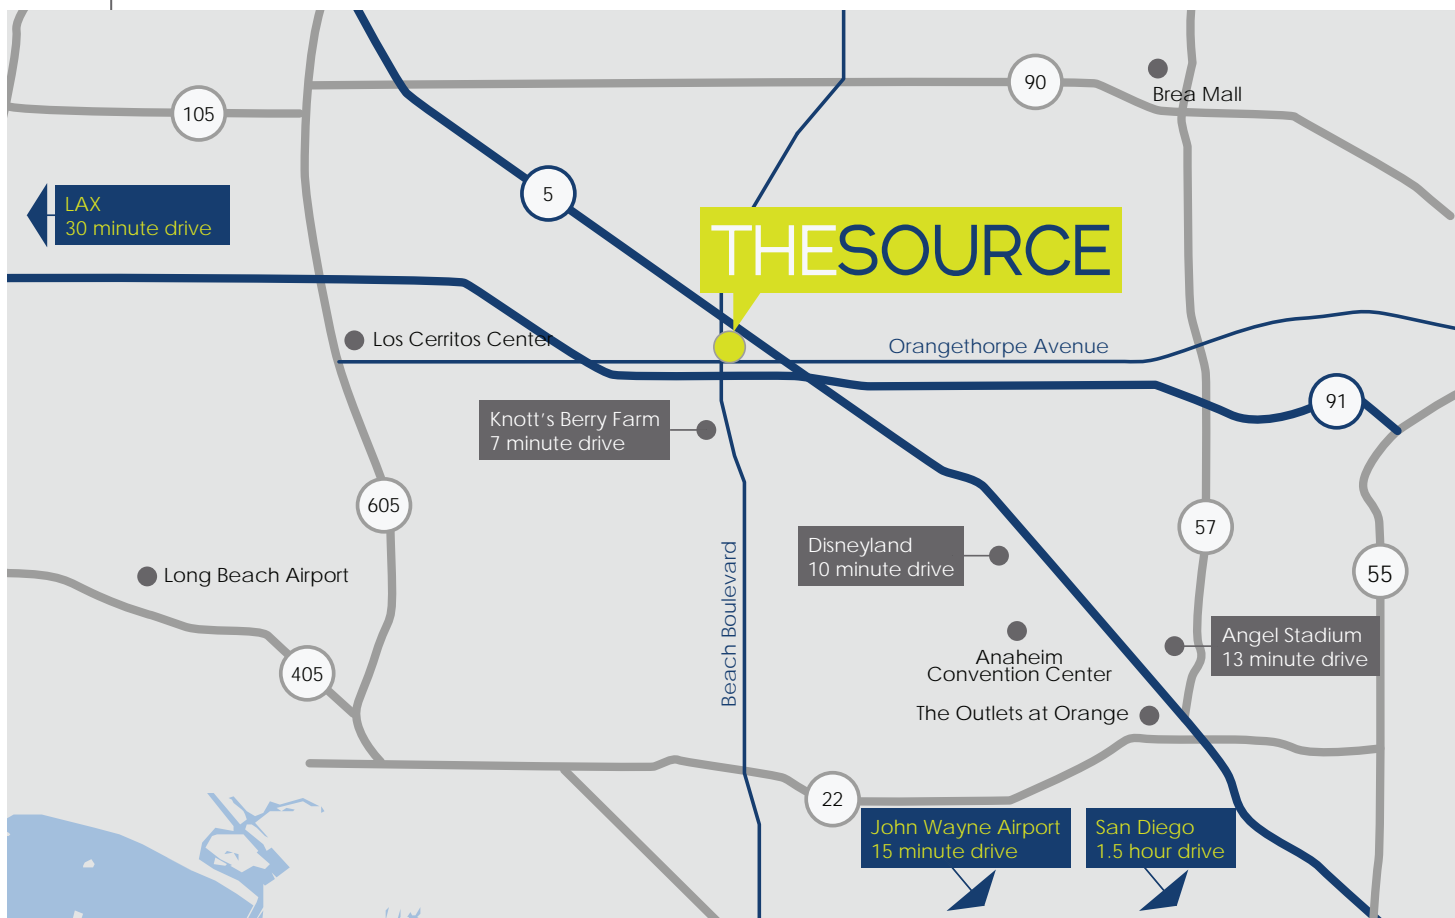 90
Brea Mall
105
5
LAX
30 minute drive
THESOURCE
Los Cerritos Center
Orangethorpe Avenue
91
Knott's Berry Farm
7 minute drive
605
57
Disneyland
10 minute drive
55
Long Beach Airport
Beach Boulevard
Angel Stadium
13 minute drive
Anaheim
Convention Center
405
The Outlets at Orange
22
John Wayne Airport
15 minute drive
San Diego
1.5 hour drive